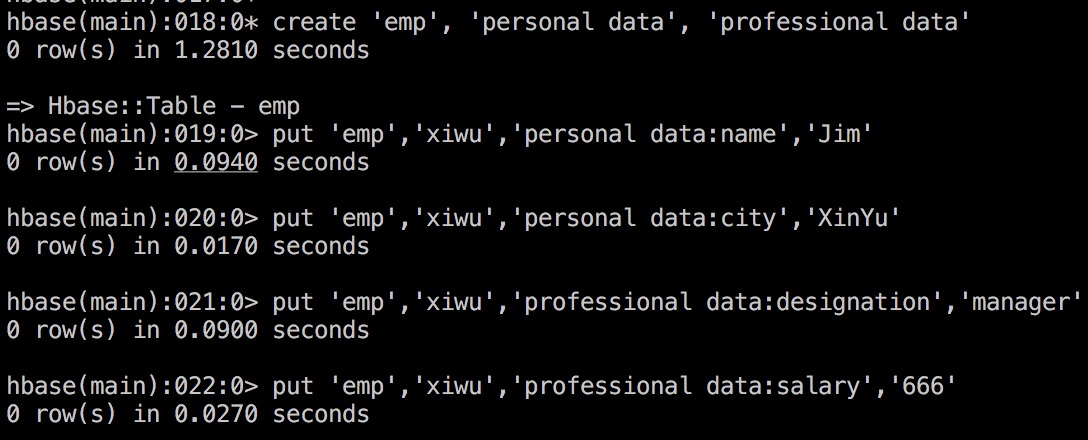 hbase(main):018:0* create 'emp', 'personal data', 'professional data'
0 row(s) in 1.2810 seconds
=> Hbase::Table - emp
hbase(main):019:0> put 'emp','xiwu','personal data:name','Jim'
0 row(s) in 0.0940 seconds
hbase(main):020:0> put 'emp','xiwu','personal data:city','XinYu'
0 row(s) in 0.0170 seconds
hbase(main):021:0> put 'emp','xiwu','professional data:designation','manager'
0 row(s) in 0.0900 seconds
hbase(main):022:0> put 'emp','xiwu','professional data:salary','666'
0 row(s) in 0.0270 seconds